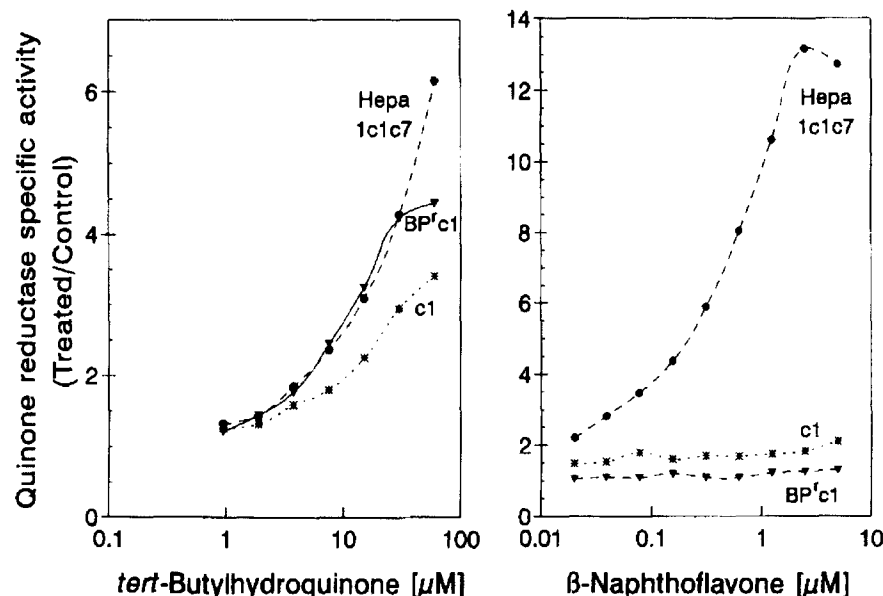 Quinone reductase specific activity
(Treated/Control)
6
4
2
0
0.1
1
10
100
Hepa
1c1c7
BPʳc1
c1
tert-Butylhydroquinone [µM]
14
12
10
8
6
4
2
0
0.01
0.1
1
10
Hepa
1c1c7
c1
BPʳc1
ß-Naphthoflavone [µM]